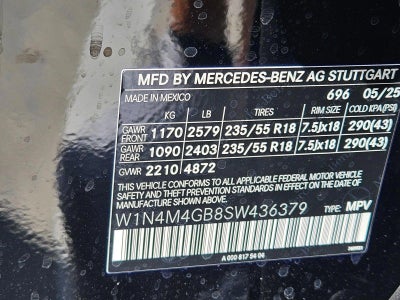 MFD BY MERCEDES-BENZ AG STUTTGART
MADE IN MEXICO 696 05/25
KG LB TIRES RIM SIZE COLD KPA(PSI)
GAWR FRONT 1170 2579 235/55 R18 7.5Jx18 290(43)
GAWR REAR 1090 2403 235/55 R18 7.5Jx18 290(43)
GVWR 2210 4872
THIS VEHICLE CONFORMS TO ALL APPLICABLE FEDERAL MOTOR VEHICLE
SAFETY AND THEFT PREVENTION STANDARDS IN EFFECT ON THE
DATE OF MANUFACTURE SHOWN ABOVE.
W1N4M4GB8SW436379 TYPE: MPV
A 000 817 54 04